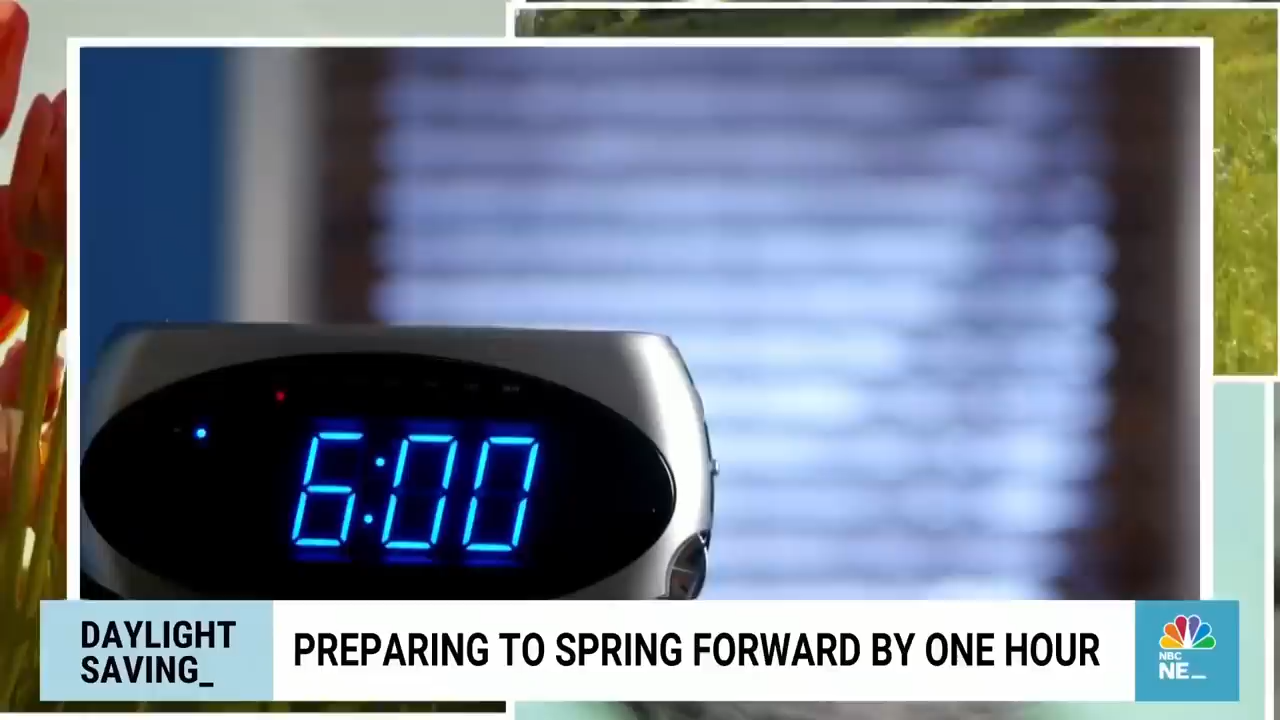 6:00
DAYLIGHT
SAVING_
PREPARING TO SPRING FORWARD BY ONE HOUR
NBC
NE_